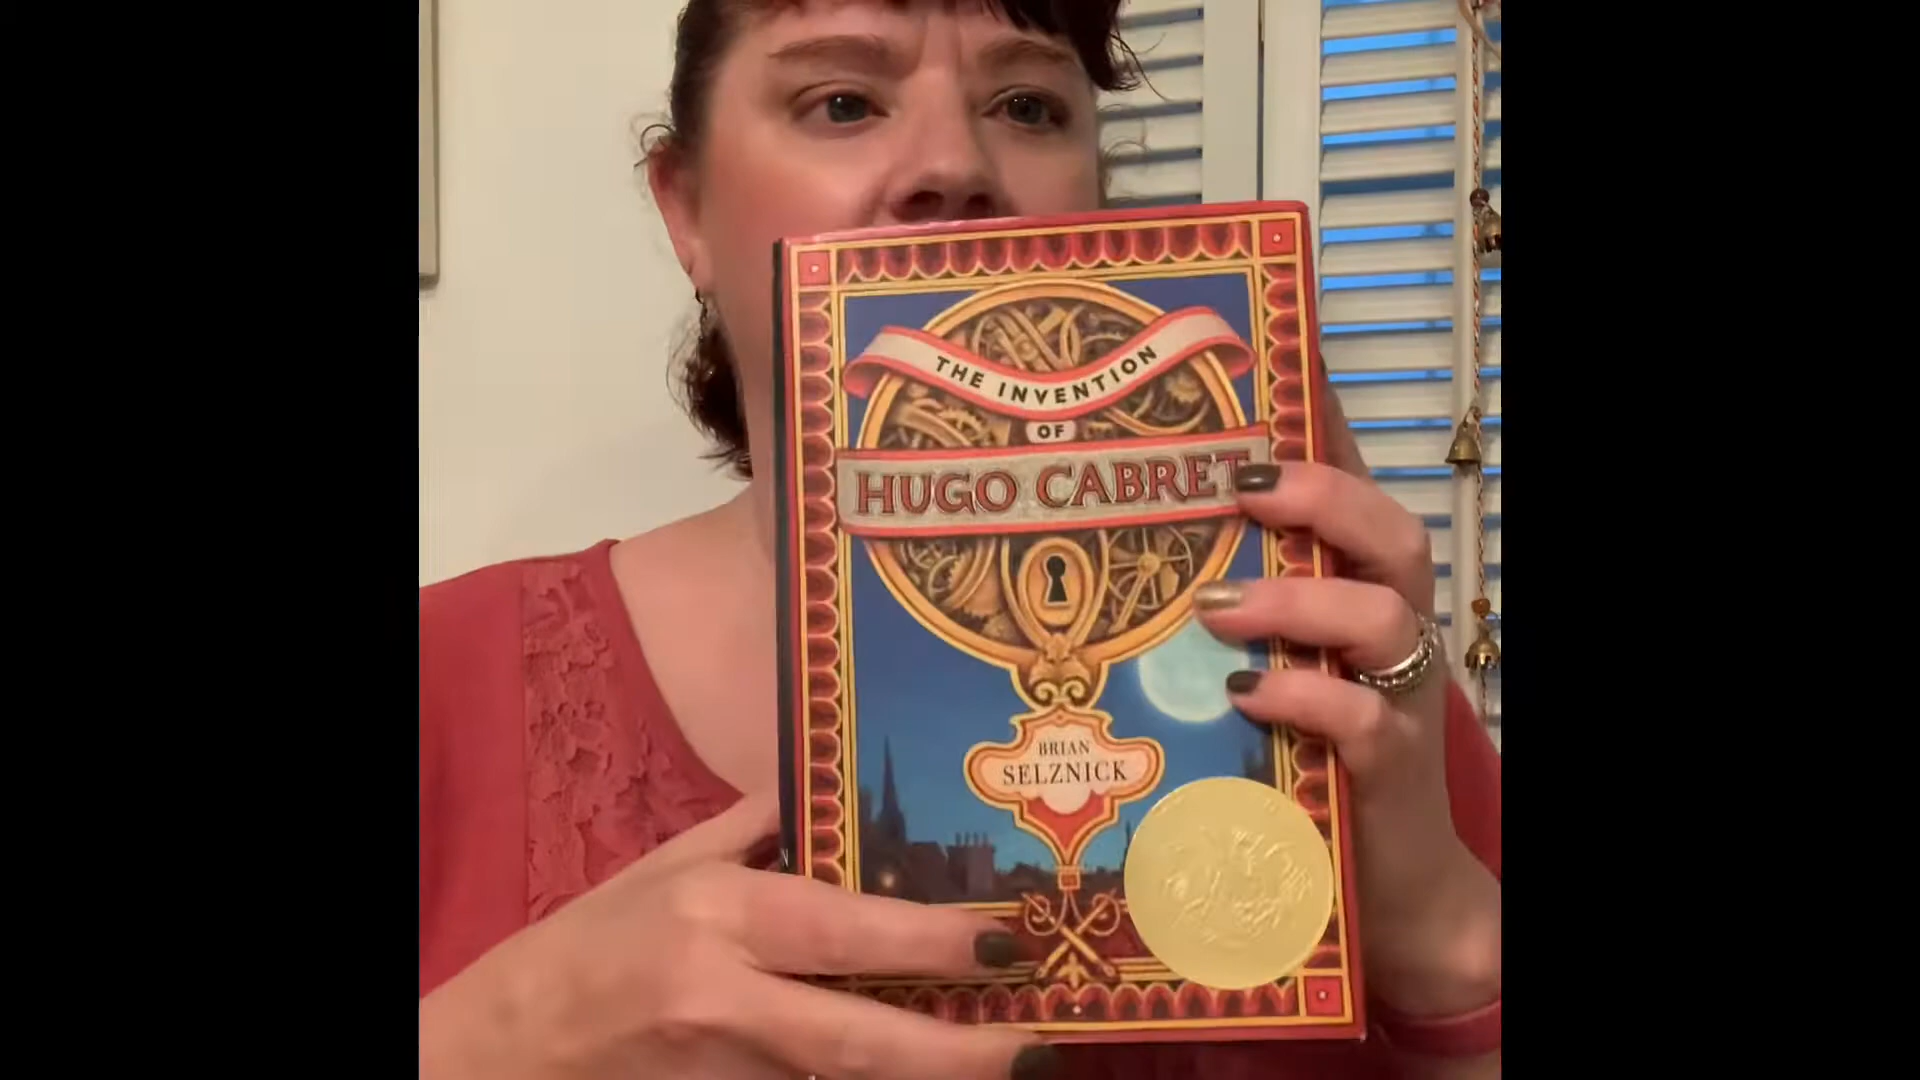 THE INVENTION
OF
HUGO CABRET
BRIAN
SELZNICK